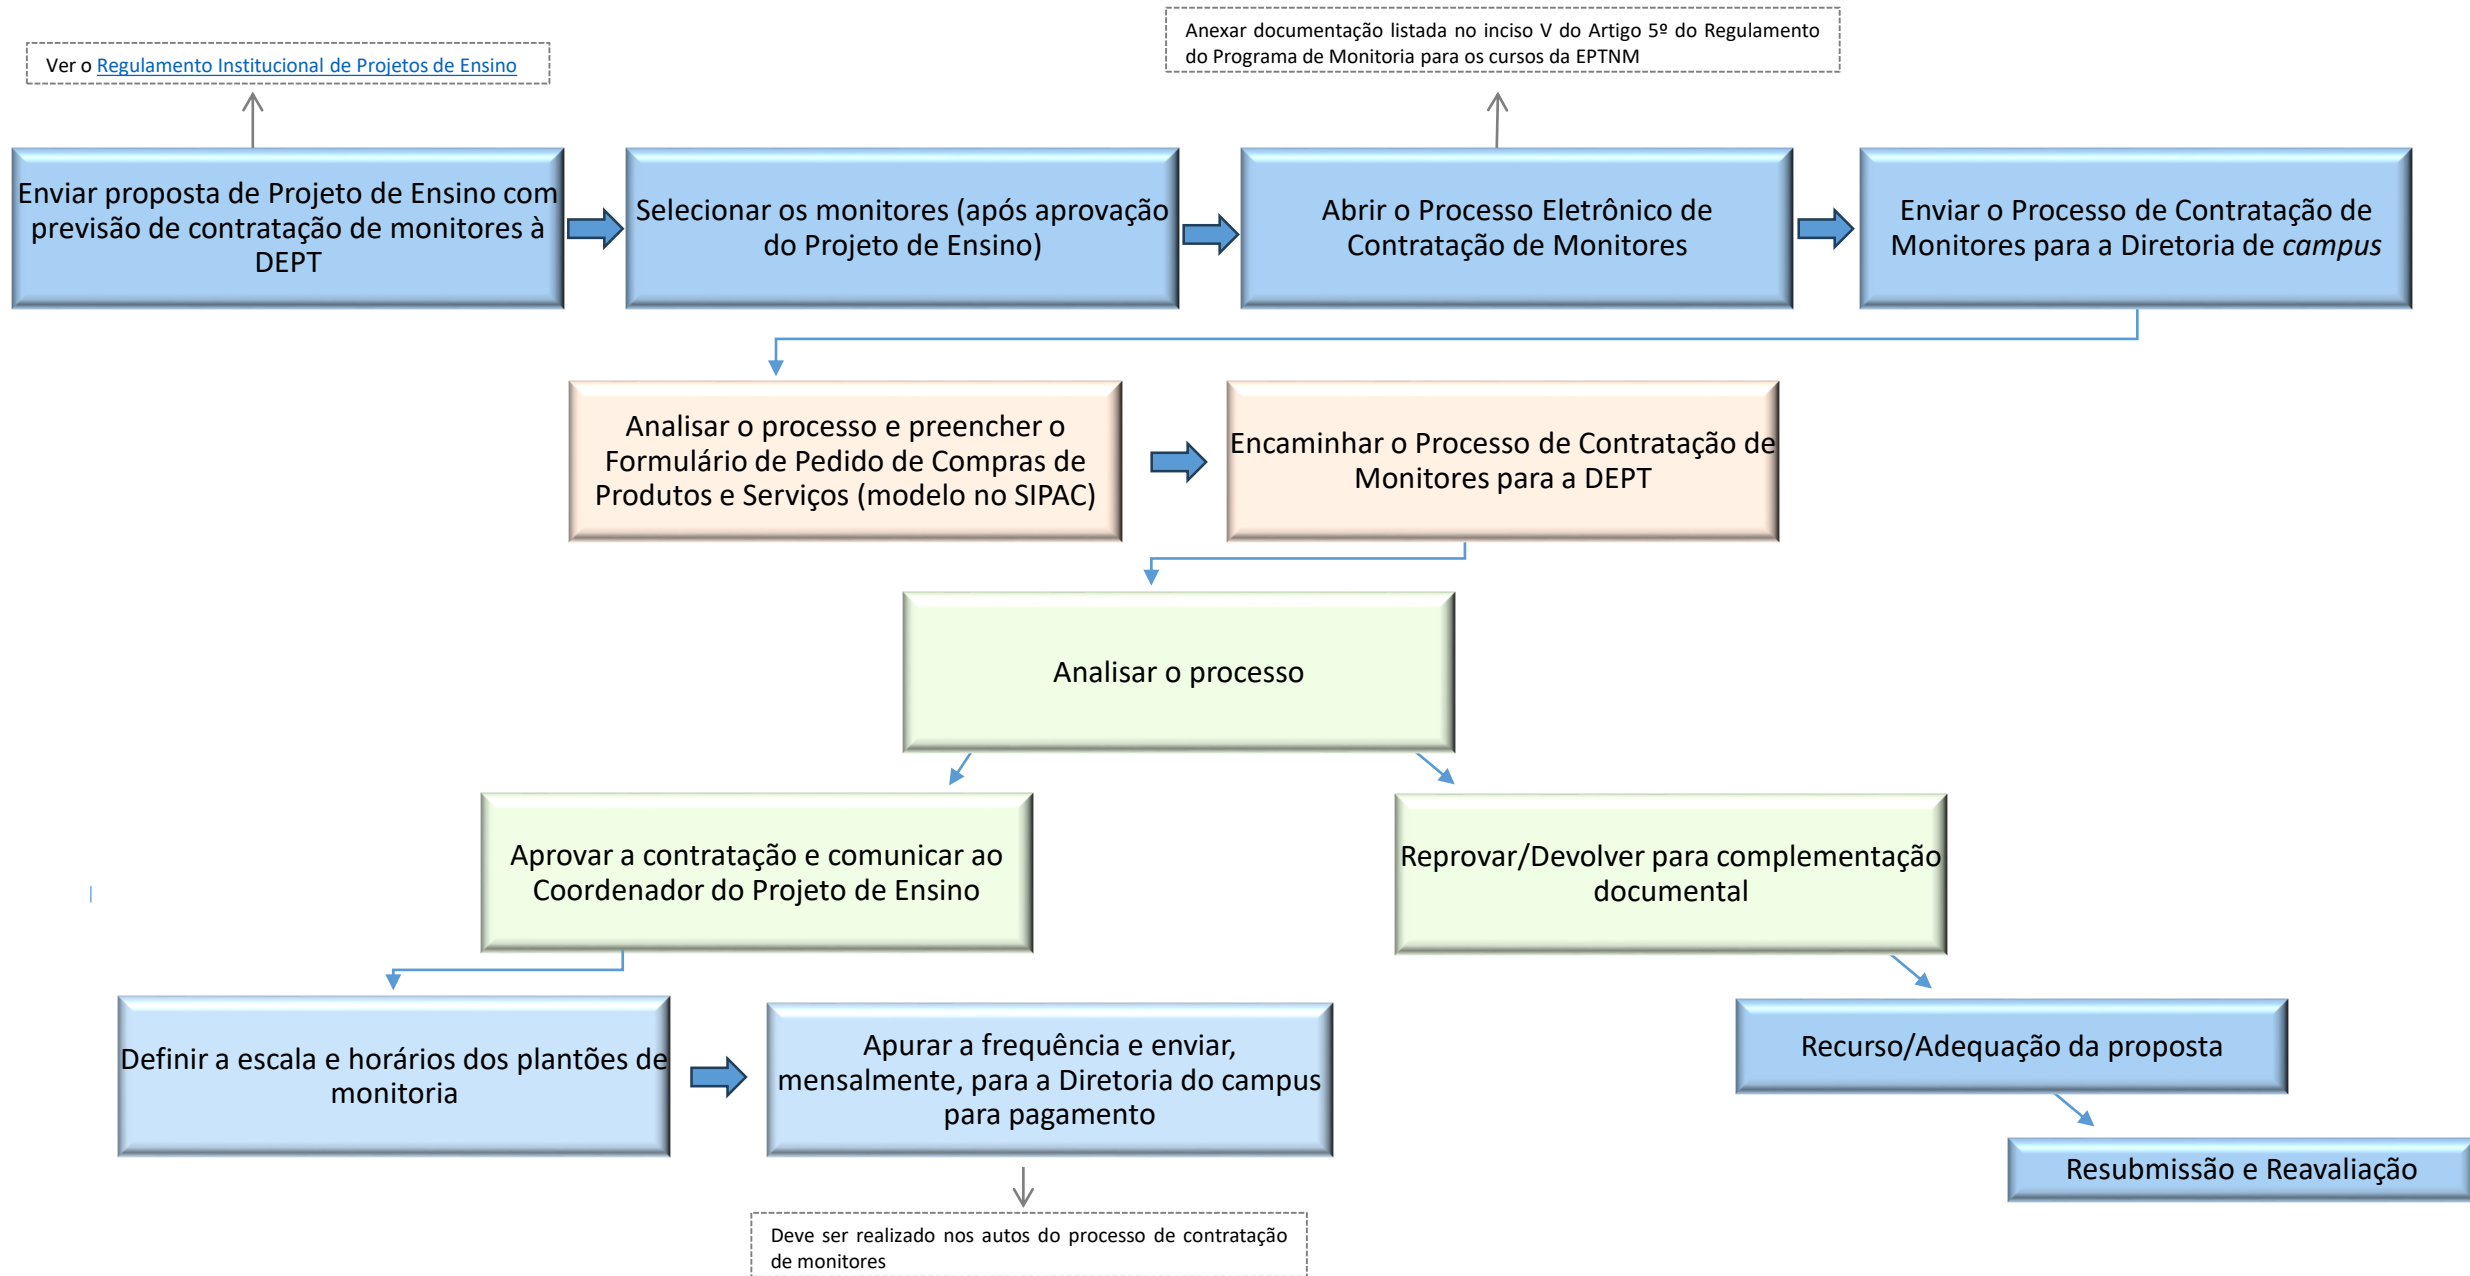 Anexar documentação listada no inciso V do Artigo 5º do Regulamento
do Programa de Monitoria para os cursos da EPTNM
Ver o Regulamento Institucional de Projetos de Ensino
Enviar proposta de Projeto de Ensino com
previsão de contratação de monitores à
DEPT
Selecionar os monitores (após aprovação
do Projeto de Ensino)
Abrir o Processo Eletrônico de
Contratação de Monitores
Enviar o Processo de Contratação de
Monitores para a Diretoria de campus
Analisar o processo e preencher o
Formulário de Pedido de Compras de
Produtos e Serviços (modelo no SIPAC)
Encaminhar o Processo de Contratação de
Monitores para a DEPT
Analisar o processo
Aprovar a contratação e comunicar ao
Coordenador do Projeto de Ensino
Reprovar/Devolver para complementação
documental
Definir a escala e horários dos plantões de
monitoria
Apurar a frequência e enviar,
mensalmente, para a Diretoria do campus
para pagamento
Recurso/Adequação da proposta
Resubmissão e Reavaliação
Deve ser realizado nos autos do processo de contratação
de monitores